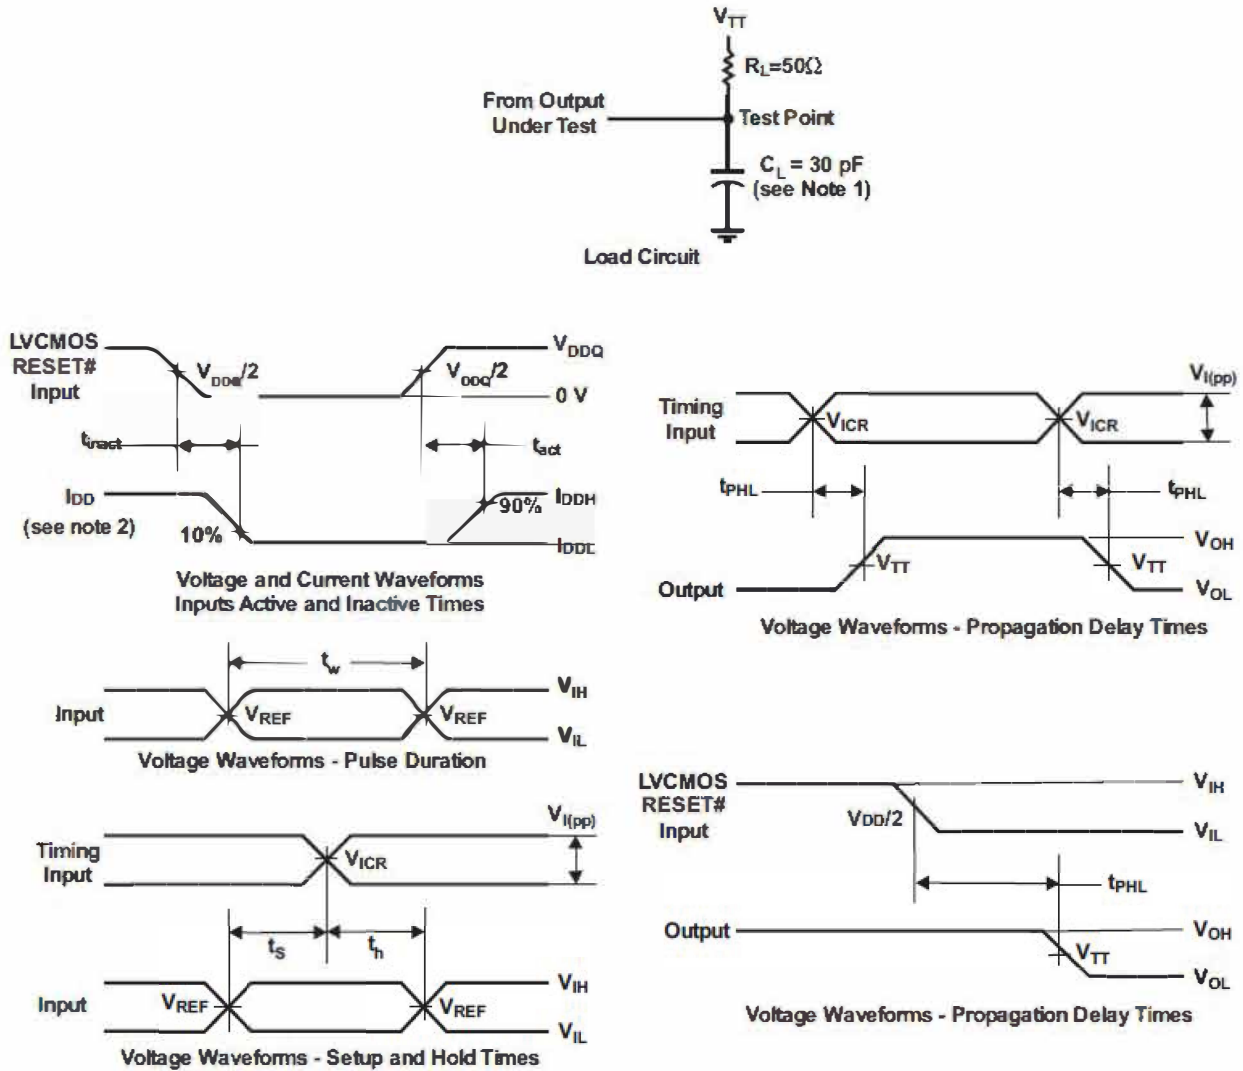 VTT
RL=50Ω
From Output
Under Test
Test Point
CL = 30 pF
(see Note 1)
Load Circuit
LVCMOS
RESET#
Input
VDDQ/2
VDDQ/2
VDDQ
0 V
tinact
tact
IDD
(see note 2)
10%
90%
IDDH
IDDL
Voltage and Current Waveforms
Inputs Active and Inactive Times
tw
Input
VREF
VREF
VIH
VIL
Voltage Waveforms - Pulse Duration
Timing
Input
VICR
VI(pp)
tS
th
Input
VREF
VREF
VIH
VIL
Voltage Waveforms - Setup and Hold Times
Timing
Input
VICR
VICR
VI(pp)
tPHL
tPHL
Output
VTT
VTT
VOH
VOL
Voltage Waveforms - Propagation Delay Times
LVCMOS
RESET#
Input
VDD/2
VIH
VIL
tPHL
Output
VTT
VOH
VOL
Voltage Waveforms - Propagation Delay Times